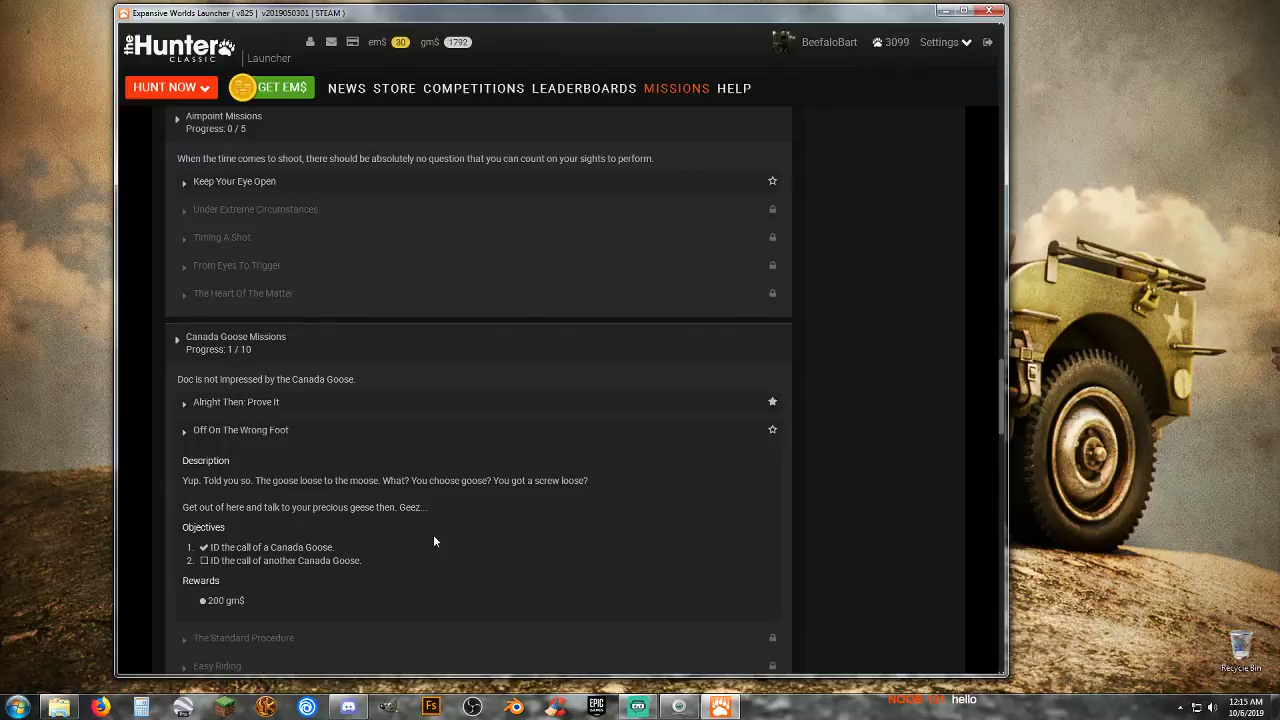 Expansive Worlds Launcher ( v825 | v2019050301 | STEAM )
theHunter CLASSIC
Launcher
em$ 30 gm$ 1792
BeefaloBart 3099 Settings
HUNT NOW GET EM$ NEWS STORE COMPETITIONS LEADERBOARDS MISSIONS HELP
Aimpoint Missions
Progress: 0 / 5
When the time comes to shoot, there should be absolutely no question that you can count on your sights to perform.
Keep Your Eye Open
Under Extreme Circumstances
Timing A Shot
From Eyes To Trigger
The Heart Of The Matter
Canada Goose Missions
Progress: 1 / 10
Doc is not impressed by the Canada Goose.
Alright Then: Prove It
Off On The Wrong Foot
Description
Yup. Told you so. The goose loose to the moose. What? You choose goose? You got a screw loose?
Get out of here and talk to your precious geese then. Geez...
Objectives
1. ID the call of a Canada Goose.
2. ID the call of another Canada Goose.
Rewards
200 gm$
The Standard Procedure
Easy Riding
Recycle Bin
Fs
EPIC GAMES
hello
12:15 AM
10/6/2019